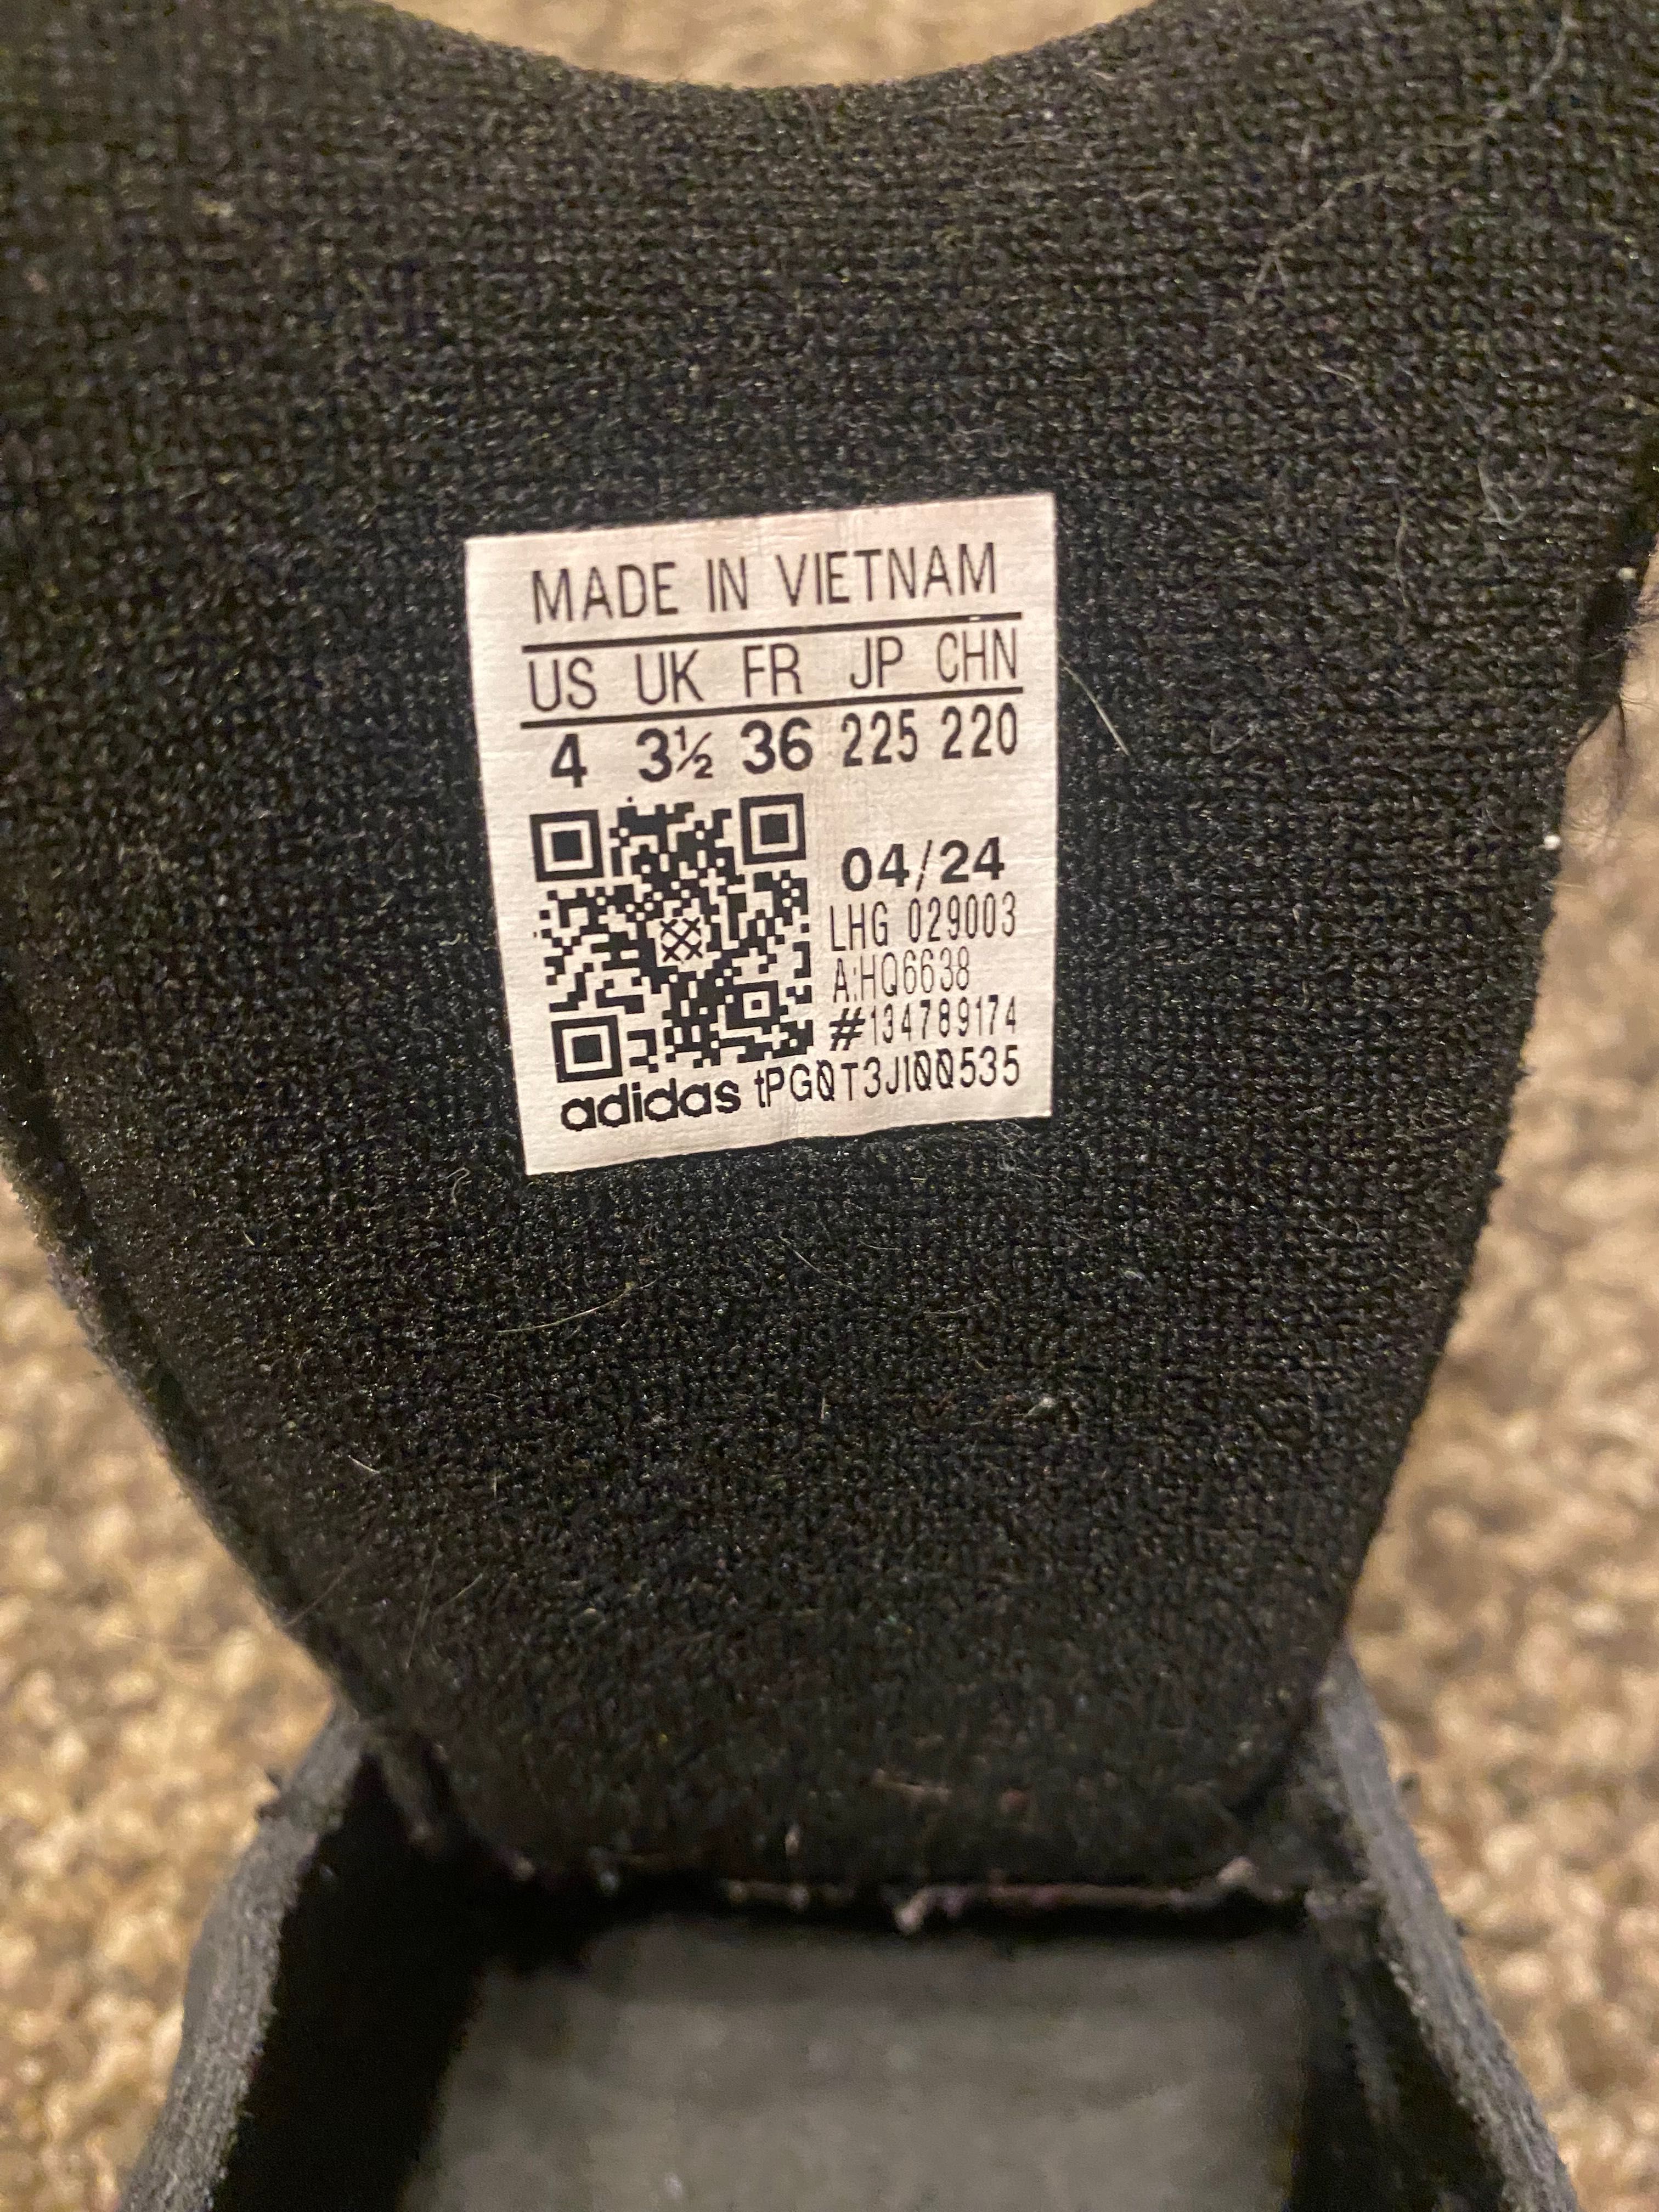 MADE IN VIETNAM
US UK FR JP CHN
4 3½ 36 225 220
04/24
LHG 029003
A:HQ6638
#134789174
adidas tPGQT3JI00535